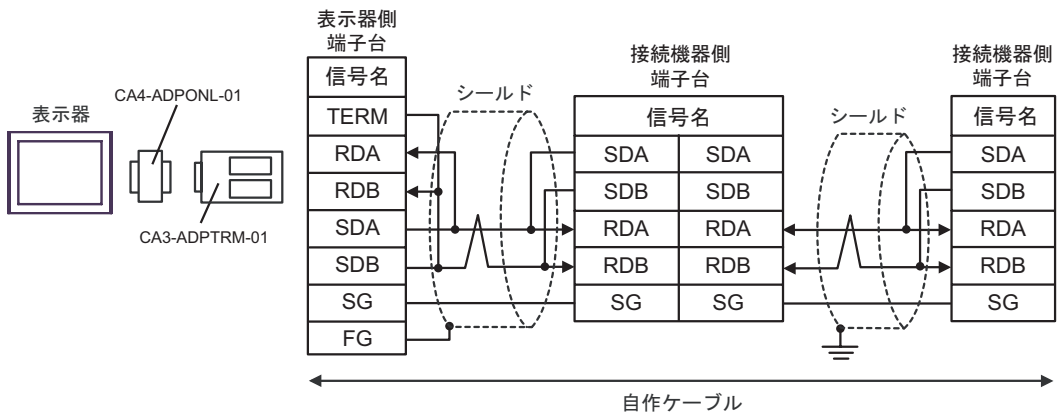 表示器
CA4-ADPONL-01
CA3-ADPTRM-01
表示器側
端子台
信号名
TERM
RDA
RDB
SDA
SDB
SG
FG
シールド
接続機器側
端子台
信号名
SDA SDA
SDB SDB
RDA RDA
RDB RDB
SG SG
シールド
接続機器側
端子台
信号名
SDA
SDB
RDA
RDB
SG
自作ケーブル